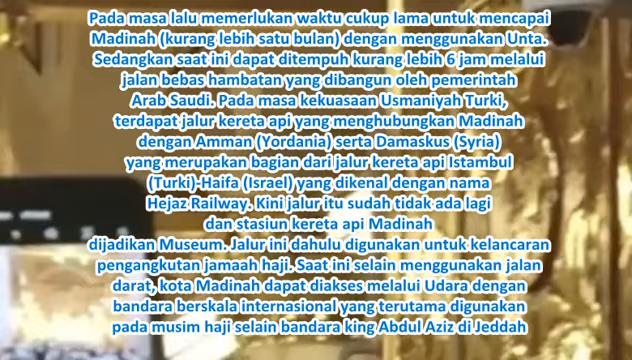 Pada masa lalu memerlukan waktu cukup lama untuk mencapai
Madinah (kurang lebih satu bulan) dengan menggunakan Unta.
Sedangkan saat ini dapat ditempuh kurang lebih 6 jam melalui
jalan bebas hambatan yang dibangun oleh pemerintah
Arab Saudi. Pada masa kekuasaan Usmaniyah Turki,
terdapat jalur kereta api yang menghubungkan Madinah
dengan Amman (Yordania) serta Damaskus (Syria)
yang merupakan bagian dari jalur kereta api Istambul
(Turki)-Haifa (Israel) yang dikenal dengan nama
Hejaz Railway. Kini jalur itu sudah tidak ada lagi
dan stasiun kereta api Madinah
dijadikan Museum. Jalur ini dahulu digunakan untuk kelancaran
pengangkutan jamaah haji. Saat ini selain menggunakan jalan
darat, kota Madinah dapat diakses melalui Udara dengan
bandara berskala internasional yang terutama digunakan
pada musim haji selain bandara king Abdul Aziz di Jeddah